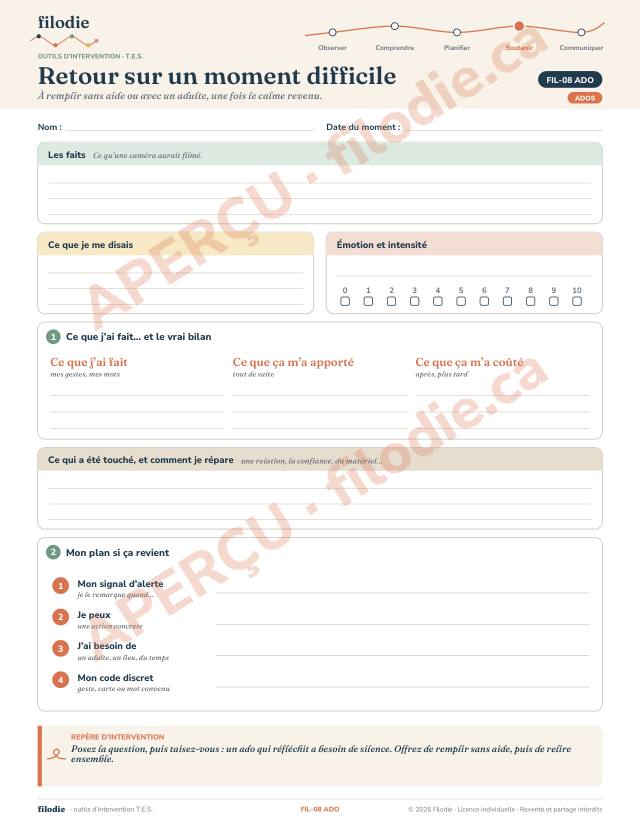 filodie
OUTILS D'INTERVENTION · T.E.S.
Observer Comprendre Planifier Soutenir Communiquer
Retour sur un moment difficile
À remplir sans aide ou avec un adulte, une fois le calme revenu.
FIL-08 ADO
ADOS
Nom : Date du moment :
Les faits Ce qu'une caméra aurait filmé.
Ce que je me disais
Émotion et intensité
0 1 2 3 4 5 6 7 8 9 10
1 Ce que j'ai fait… et le vrai bilan
Ce que j'ai fait Ce que ça m'a apporté Ce que ça m'a coûté
mes gestes, mes mots tout de suite après, plus tard
Ce qui a été touché, et comment je répare une relation, la confiance, du matériel…
2 Mon plan si ça revient
1 Mon signal d'alerte
je le remarque quand…
2 Je peux
une action concrète
3 J'ai besoin de
un adulte, un lieu, du temps
4 Mon code discret
geste, carte ou mot convenu
REPÈRE D'INTERVENTION
Posez la question, puis taisez-vous : un ado qui réfléchit a besoin de silence. Offrez de remplir sans aide, puis de relire
ensemble.
filodie · outils d'intervention T.E.S. FIL-08 ADO © 2026 Filodie · Licence individuelle · Revente et partage interdits
APERÇU · filodie.ca
APERÇU · filodie.ca